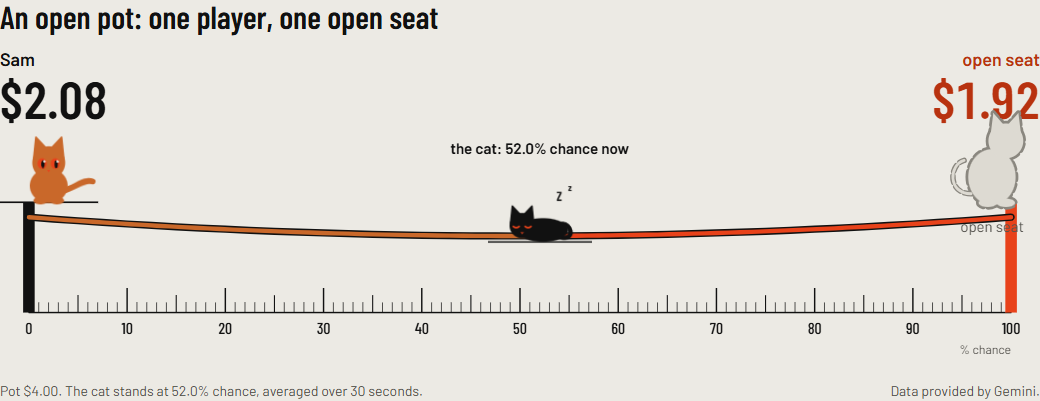 An open pot: one player, one open seat
Sam
open seat
$2.08
$1.92
the cat: 52.0% chance now
z z
open seat
0 10 20 30 40 50 60 70 80 90 100
% chance
Pot $4.00. The cat stands at 52.0% chance, averaged over 30 seconds.
Data provided by Gemini.